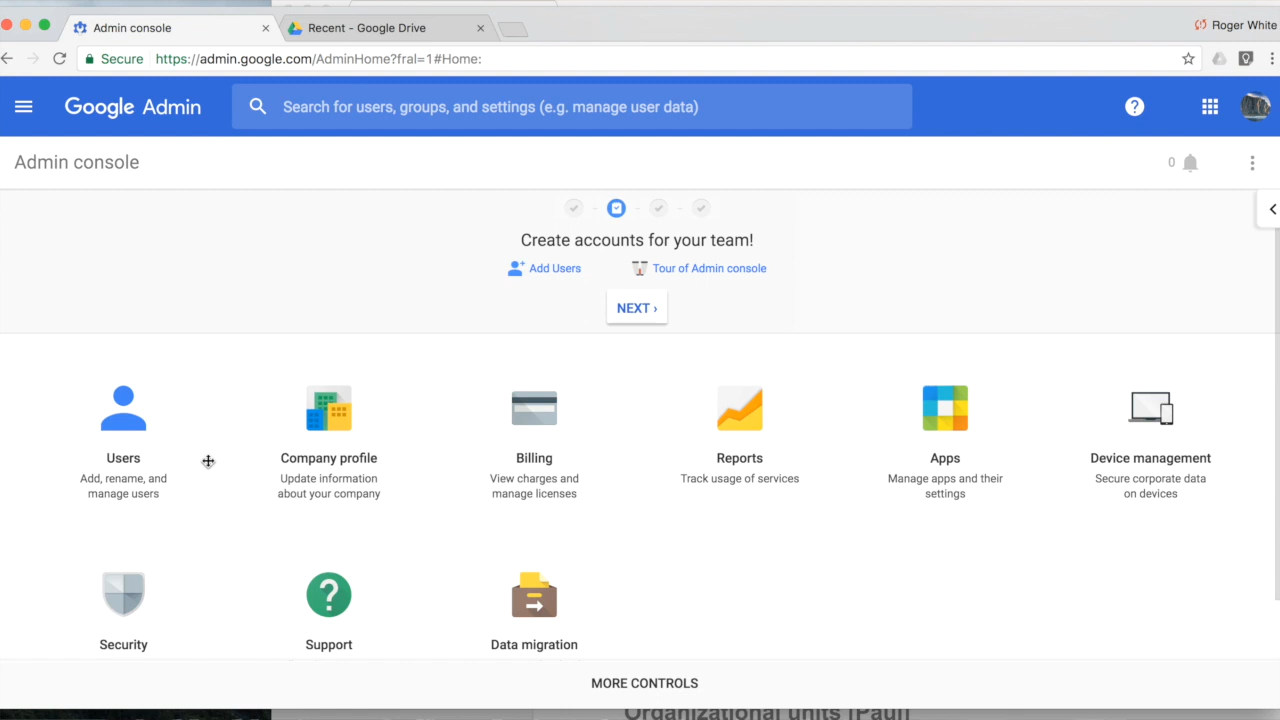 Admin console
Recent - Google Drive
Roger White
Secure https://admin.google.com/AdminHome?fral=1#Home:
Google Admin
Search for users, groups, and settings (e.g. manage user data)
Admin console
0
Create accounts for your team!
Add Users
Tour of Admin console
NEXT ›
Users
Add, rename, and
manage users
Company profile
Update information
about your company
Billing
View charges and
manage licenses
Reports
Track usage of services
Apps
Manage apps and their
settings
Device management
Secure corporate data
on devices
Security
Support
Data migration
MORE CONTROLS
Organizational units (Paul)